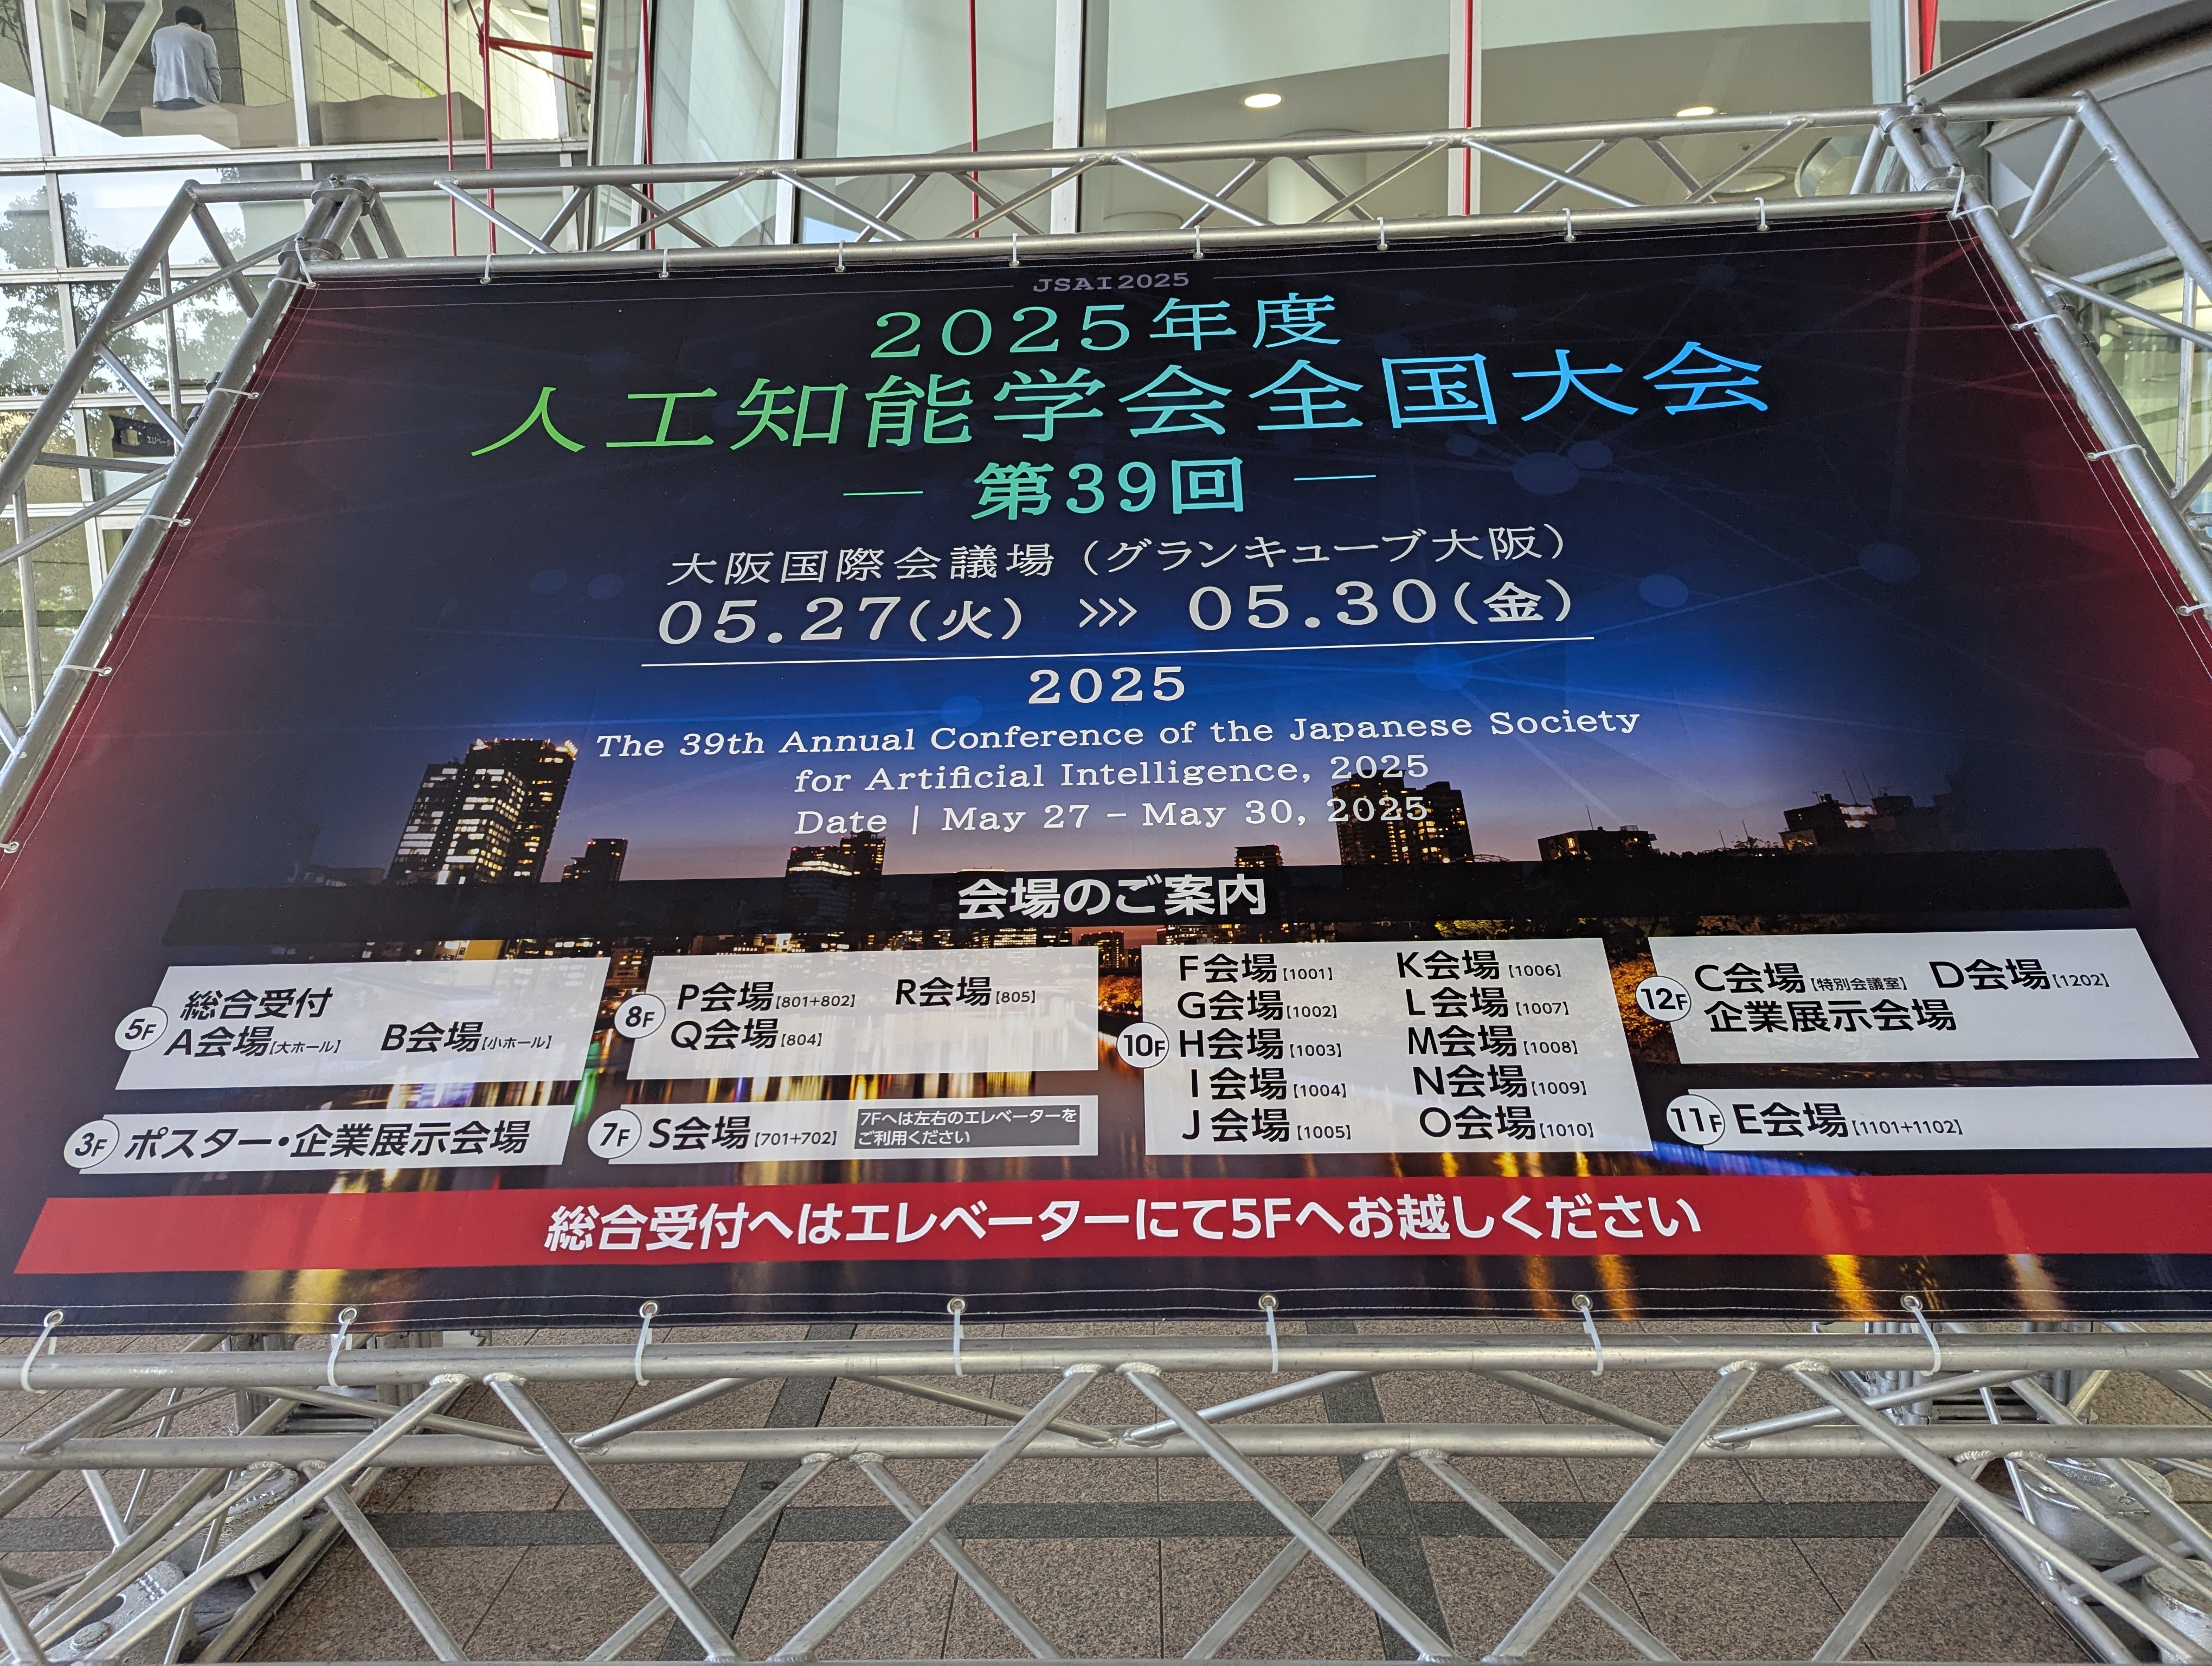 JSAI2025
2025年度
人工知能学会全国大会
第39回
大阪国際会議場（グランキューブ大阪）
05.27(火) >>> 05.30(金)
2025
The 39th Annual Conference of the Japanese Society
for Artificial Intelligence, 2025
Date | May 27 – May 30, 2025
会場のご案内
5F
総合受付
A会場【大ホール】 B会場【小ホール】
3F ポスター・企業展示会場
8F
P会場【801+802】 R会場【805】
Q会場【804】
7F S会場【701+702】
7Fへは左右のエレベーターを
ご利用ください
10F
F会場【1001】 K会場【1006】
G会場【1002】 L会場【1007】
H会場【1003】 M会場【1008】
I会場【1004】 N会場【1009】
J会場【1005】 O会場【1010】
12F
C会場【特別会議室】 D会場【1202】
企業展示会場
11F E会場【1101+1102】
総合受付へはエレベーターにて5Fへお越しください